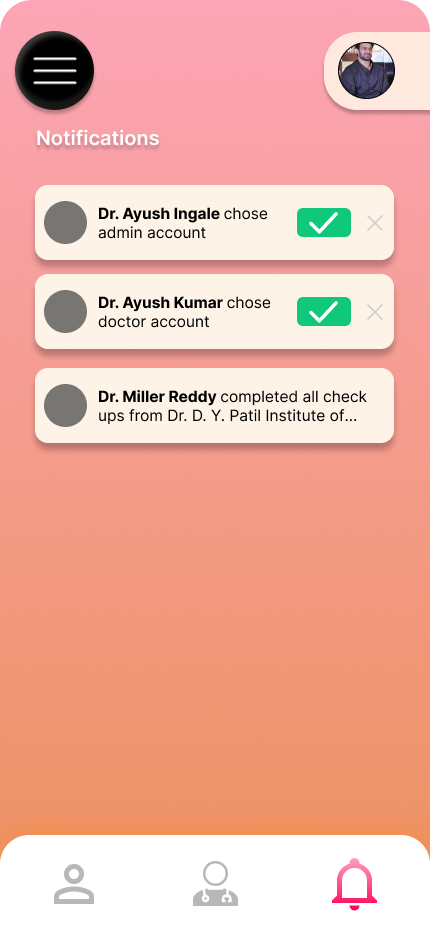 Notifications
Dr. Ayush Ingale chose
admin account
Dr. Ayush Kumar chose
doctor account
Dr. Miller Reddy completed all check
ups from Dr. D. Y. Patil Institute of...